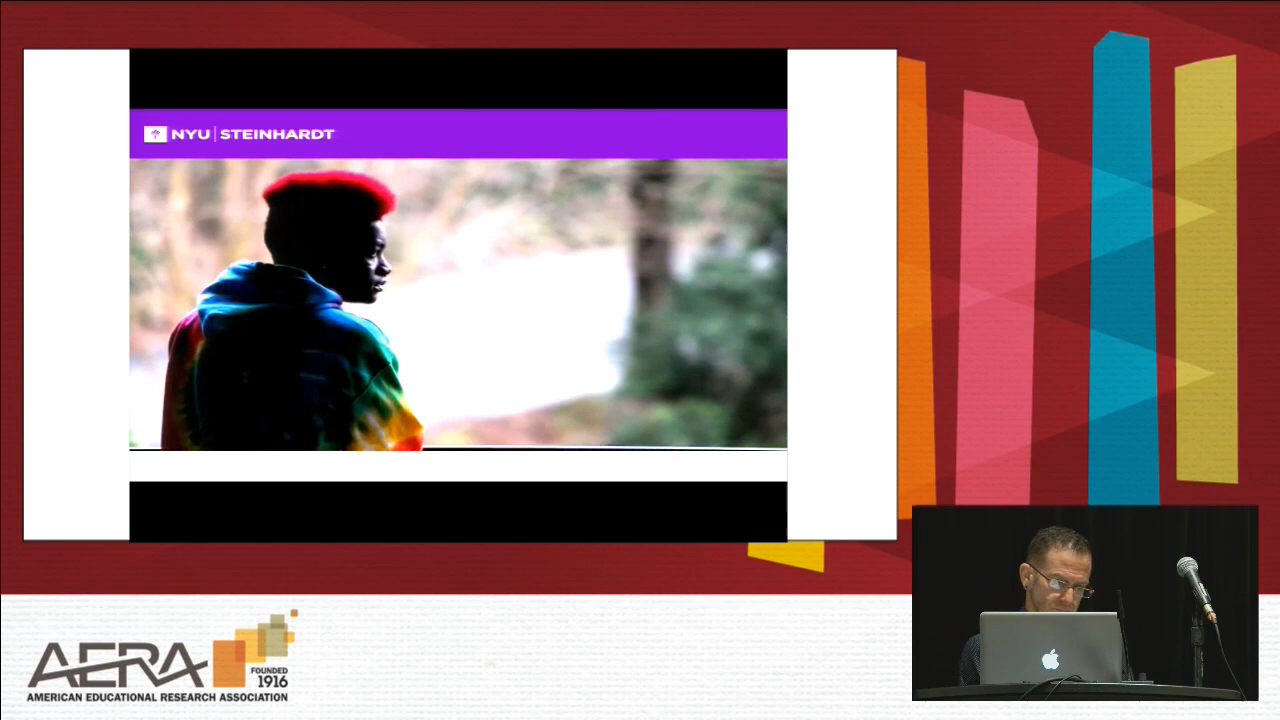 NYU | STEINHARDT
AERA
FOUNDED
1916
AMERICAN EDUCATIONAL RESEARCH ASSOCIATION